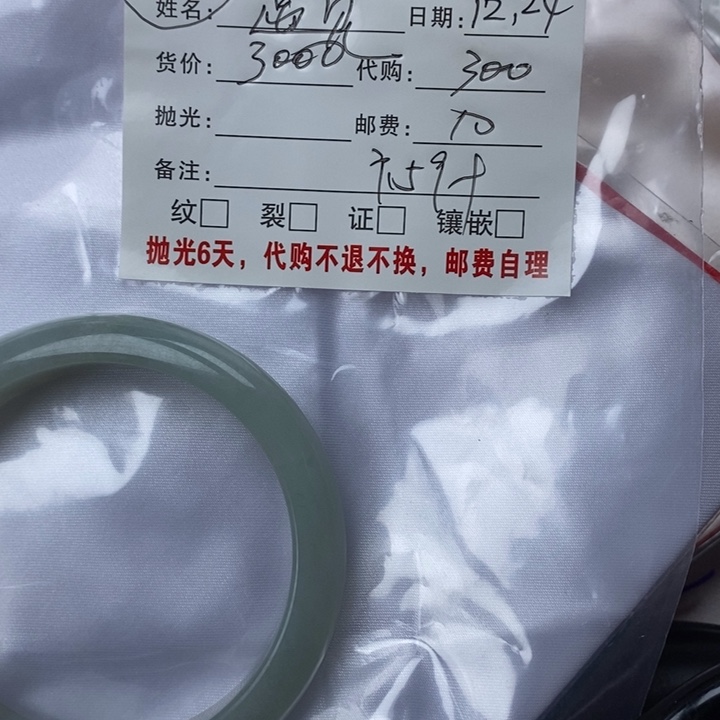 姓名: 日期: 12,24
货价: 3000 代购: 300
抛光: 邮费: 10
备注:
纹□ 裂□ 证□ 镶嵌□
抛光6天，代购不退不换，邮费自理